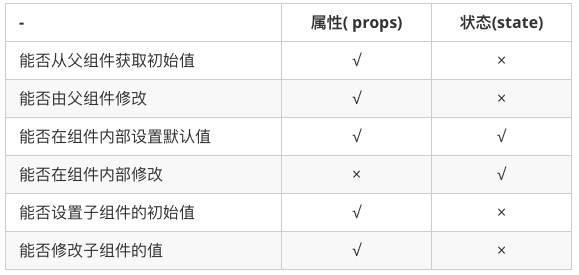 - 属性( props) 状态(state)
能否从父组件获取初始值 √ ×
能否由父组件修改 √ ×
能否在组件内部设置默认值 √ √
能否在组件内部修改 × √
能否设置子组件的初始值 √ ×
能否修改子组件的值 √ ×